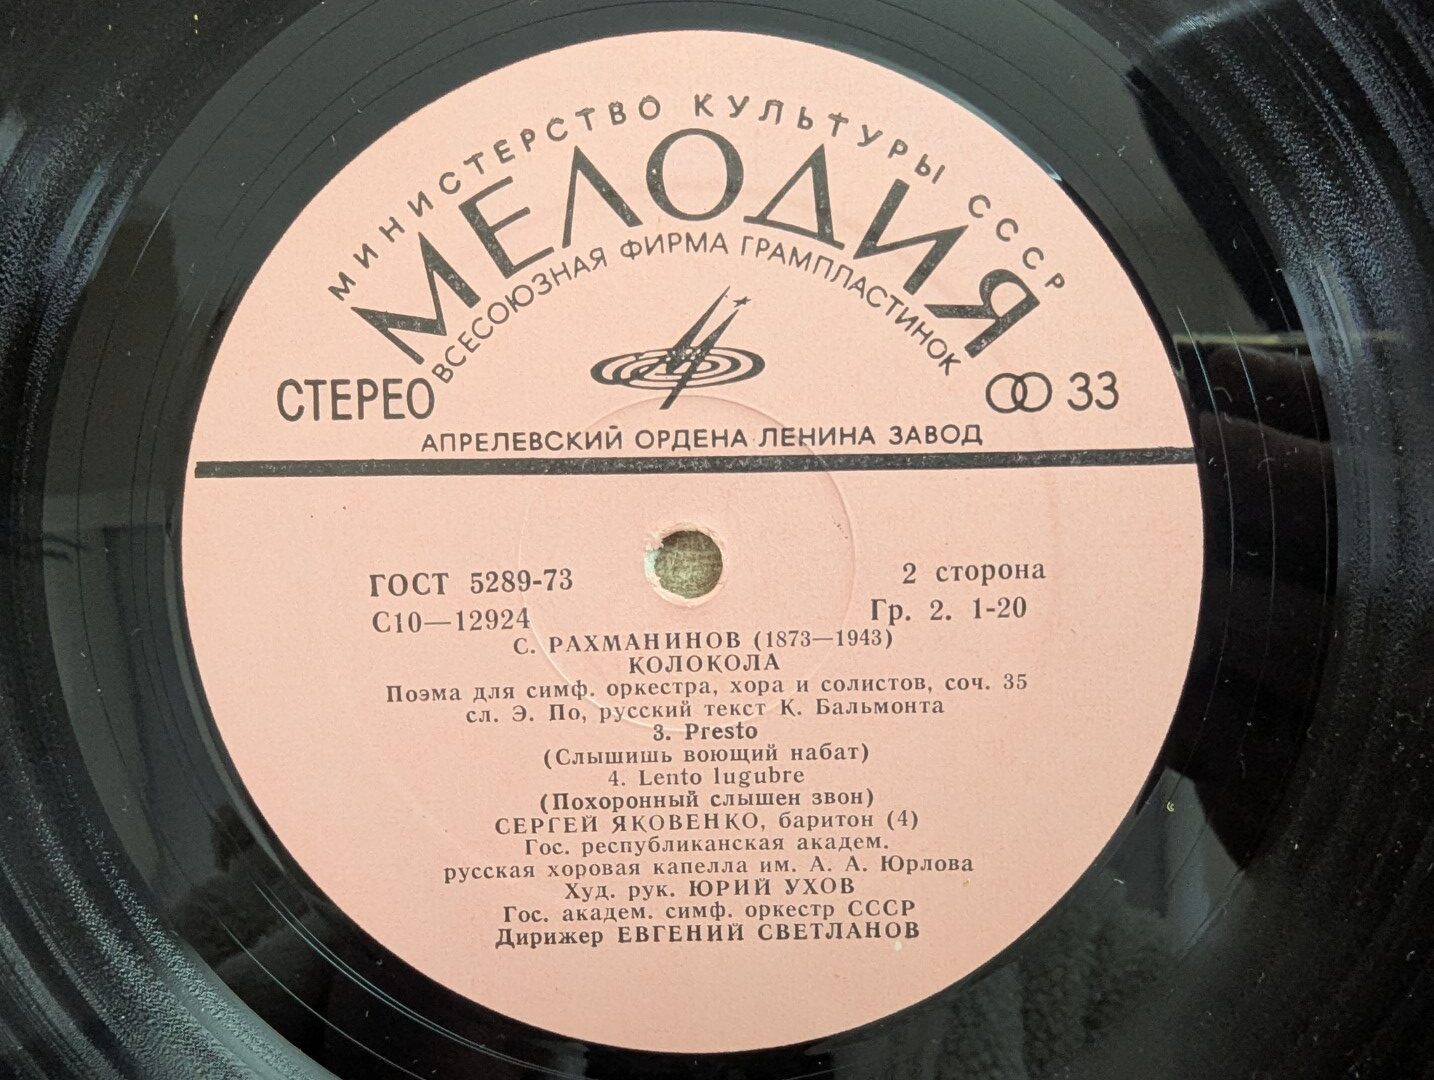 МИНИСТЕРСТВО КУЛЬТУРЫ СССР
МЕЛОДИЯ
ВСЕСОЮЗНАЯ ФИРМА ГРАМПЛАСТИНОК
СТЕРЕО
33
АПРЕЛЕВСКИЙ ОРДЕНА ЛЕНИНА ЗАВОД
ГОСТ 5289-73
2 сторона
С10—12924
Гр. 2. 1-20
С. РАХМАНИНОВ (1873—1943)
КОЛОКОЛА
Поэма для симф. оркестра, хора и солистов, соч. 35
сл. Э. По, русский текст К. Бальмонта
3. Presto
(Слышишь воющий набат)
4. Lento lugubre
(Похоронный слышен звон)
СЕРГЕЙ ЯКОВЕНКО, баритон (4)
Гос. республиканская академ.
русская хоровая капелла им. А. А. Юрлова
Худ. рук. ЮРИЙ УХОВ
Гос. академ. симф. оркестр СССР
Дирижер ЕВГЕНИЙ СВЕТЛАНОВ